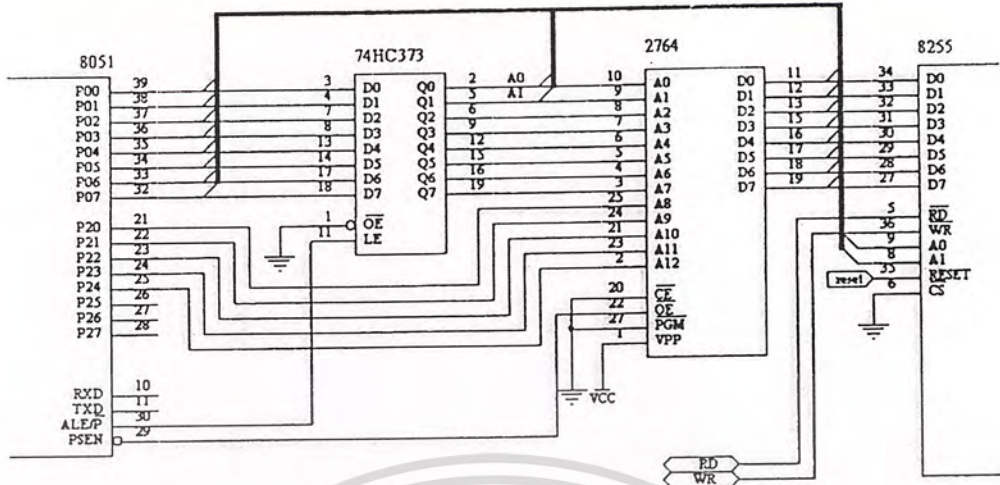 8051
P00 39
P01 38
P02 37
P03 36
P04 35
P05 34
P06 33
P07 32
P20 21
P21 22
P22 23
P23 24
P24 25
P25 26
P26 27
P27 28
RXD 10
TXD 11
ALE/P 30
PSEN 29
74HC373
3 D0 Q0 2 A0
4 D1 Q1 5 A1
7 D2 Q2 6
8 D3 Q3 9
13 D4 Q4 12
14 D5 Q5 15
17 D6 Q6 16
18 D7 Q7 19
1 OE
11 LE
2764
10 A0 D0 11
9 A1 D1 12
8 A2 D2 13
7 A3 D3 15
6 A4 D4 16
5 A5 D5 17
4 A6 D6 18
3 A7 D7 19
25 A8
24 A9
21 A10
23 A11
2 A12
20 CE
22 OE
27 PGM
1 VPP
VCC
8255
34 D0
33 D1
32 D2
31 D3
30 D4
29 D5
28 D6
27 D7
5 RD
36 WR
9 A0
8 A1
reset 35 RESET
6 CS
RD
WR